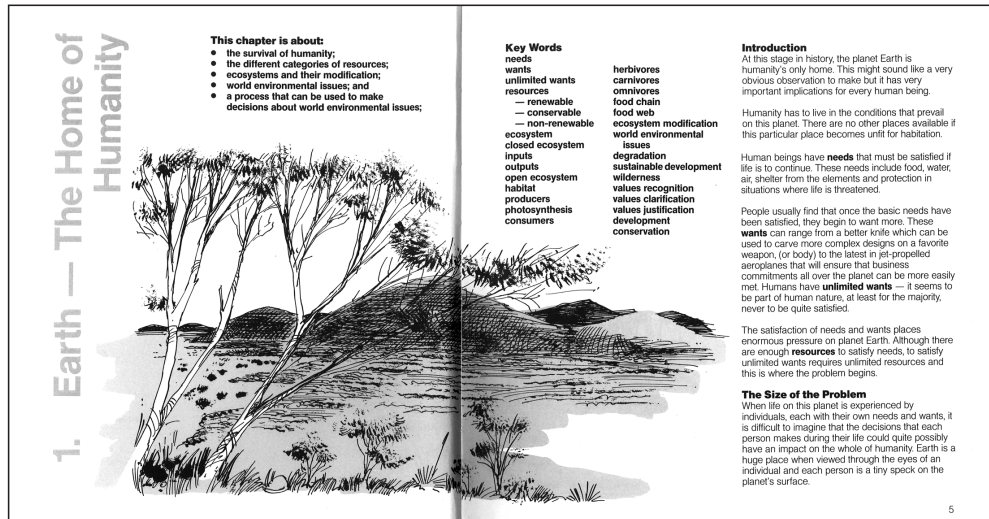 1. Earth — The Home of
Humanity
This chapter is about:
● the survival of humanity;
● the different categories of resources;
● ecosystems and their modification;
● world environmental issues; and
● a process that can be used to make
decisions about world environmental issues;
Key Words
needs
wants
unlimited wants
resources
— renewable
— conservable
— non-renewable
ecosystem
closed ecosystem
inputs
outputs
open ecosystem
habitat
producers
photosynthesis
consumers
herbivores
carnivores
omnivores
food chain
food web
ecosystem modification
world environmental
issues
degradation
sustainable development
wilderness
values recognition
values clarification
values justification
development
conservation
Introduction
At this stage in history, the planet Earth is
humanity's only home. This might sound like a very
obvious observation to make but it has very
important implications for every human being.
Humanity has to live in the conditions that prevail
on this planet. There are no other places available if
this particular place becomes unfit for habitation.
Human beings have needs that must be satisfied if
life is to continue. These needs include food, water,
air, shelter from the elements and protection in
situations where life is threatened.
People usually find that once the basic needs have
been satisfied, they begin to want more. These
wants can range from a better knife which can be
used to carve more complex designs on a favorite
weapon, (or body) to the latest in jet-propelled
aeroplanes that will ensure that business
commitments all over the planet can be more easily
met. Humans have unlimited wants — it seems to
be part of human nature, at least for the majority,
never to be quite satisfied.
The satisfaction of needs and wants places
enormous pressure on planet Earth. Although there
are enough resources to satisfy needs, to satisfy
unlimited wants requires unlimited resources and
this is where the problem begins.
The Size of the Problem
When life on this planet is experienced by
individuals, each with their own needs and wants, it
is difficult to imagine that the decisions that each
person makes during their life could quite possibly
have an impact on the whole of humanity. Earth is a
huge place when viewed through the eyes of an
individual and each person is a tiny speck on the
planet's surface.
5